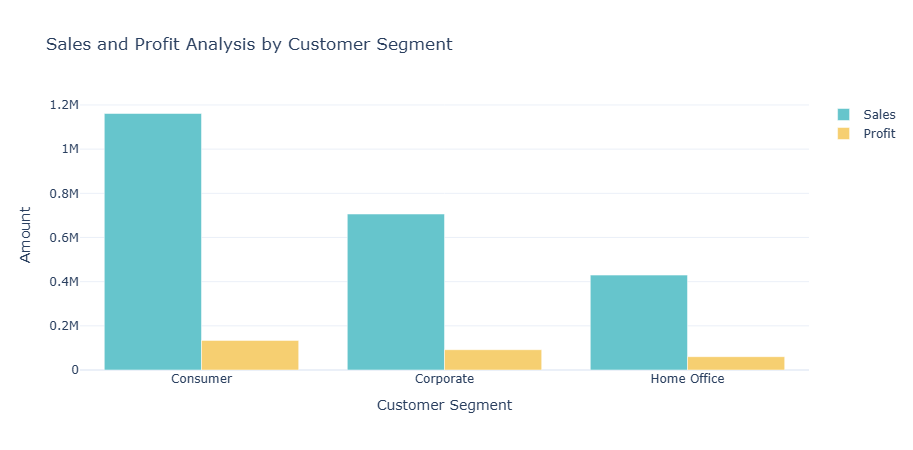 Sales and Profit Analysis by Customer Segment
1.2M
1M
0.8M
0.6M
0.4M
0.2M
0
Amount
Consumer
Corporate
Home Office
Customer Segment
Sales
Profit